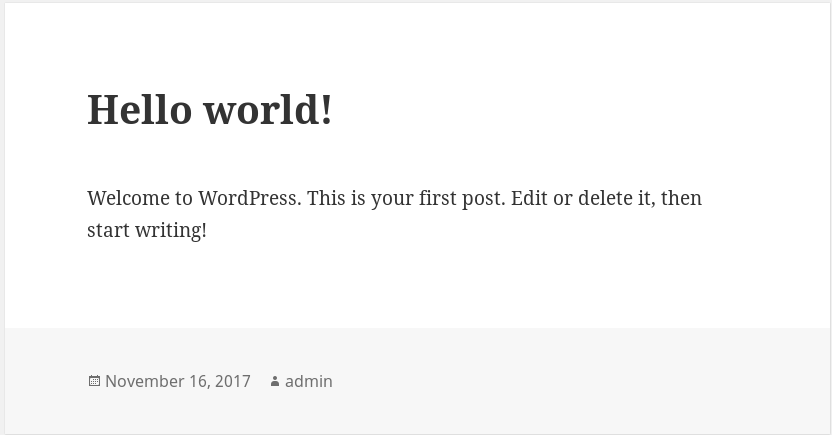 Hello world!
Welcome to WordPress. This is your first post. Edit or delete it, then
start writing!
November 16, 2017 admin